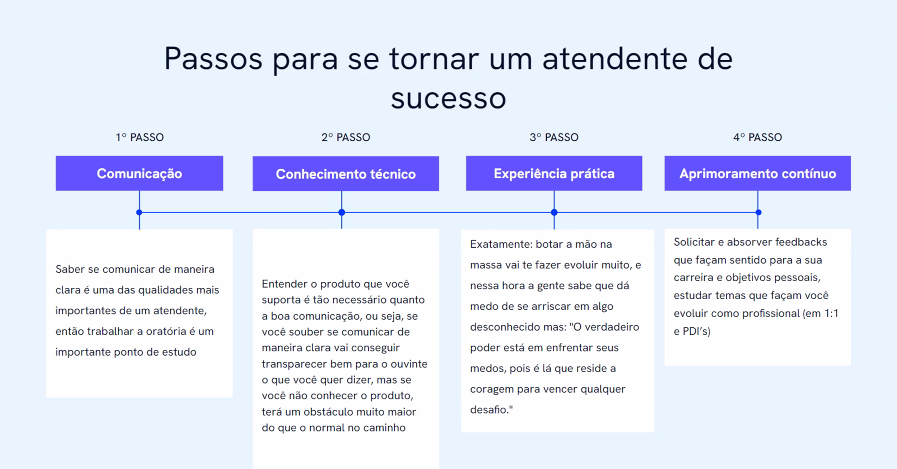 Passos para se tornar um atendente de
sucesso
1º PASSO
Comunicação
Saber se comunicar de maneira
clara é uma das qualidades mais
importantes de um atendente,
então trabalhar a oratória é um
importante ponto de estudo
2º PASSO
Conhecimento técnico
Entender o produto que você
suporta é tão necessário quanto
a boa comunicação, ou seja, se
você souber se comunicar de
maneira clara vai conseguir
transparecer bem para o ouvinte
o que você quer dizer, mas se
você não conhecer o produto,
terá um obstáculo muito maior
do que o normal no caminho
3º PASSO
Experiência prática
Exatamente: botar a mão na
massa vai te fazer evoluir muito, e
nessa hora a gente sabe que dá
medo de se arriscar em algo
desconhecido mas: "O verdadeiro
poder está em enfrentar seus
medos, pois é lá que reside a
coragem para vencer qualquer
desafio."
4º PASSO
Aprimoramento contínuo
Solicitar e absorver feedbacks
que façam sentido para a sua
carreira e objetivos pessoais,
estudar temas que façam você
evoluir como profissional (em 1:1
e PDI's)